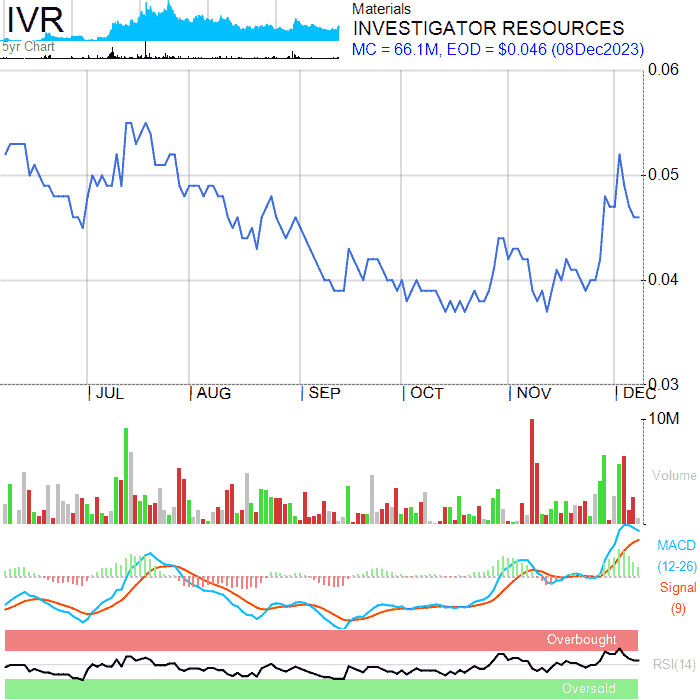 IVR
5yr Chart
Materials
INVESTIGATOR RESOURCES
MC = 66.1M, EOD = $0.046 (08Dec2023)
0.06
0.05
0.04
0.03
JUL AUG SEP OCT NOV DEC
10M
Volume
0
MACD
(12-26)
Signal
(9)
Overbought
RSI(14)
Oversold